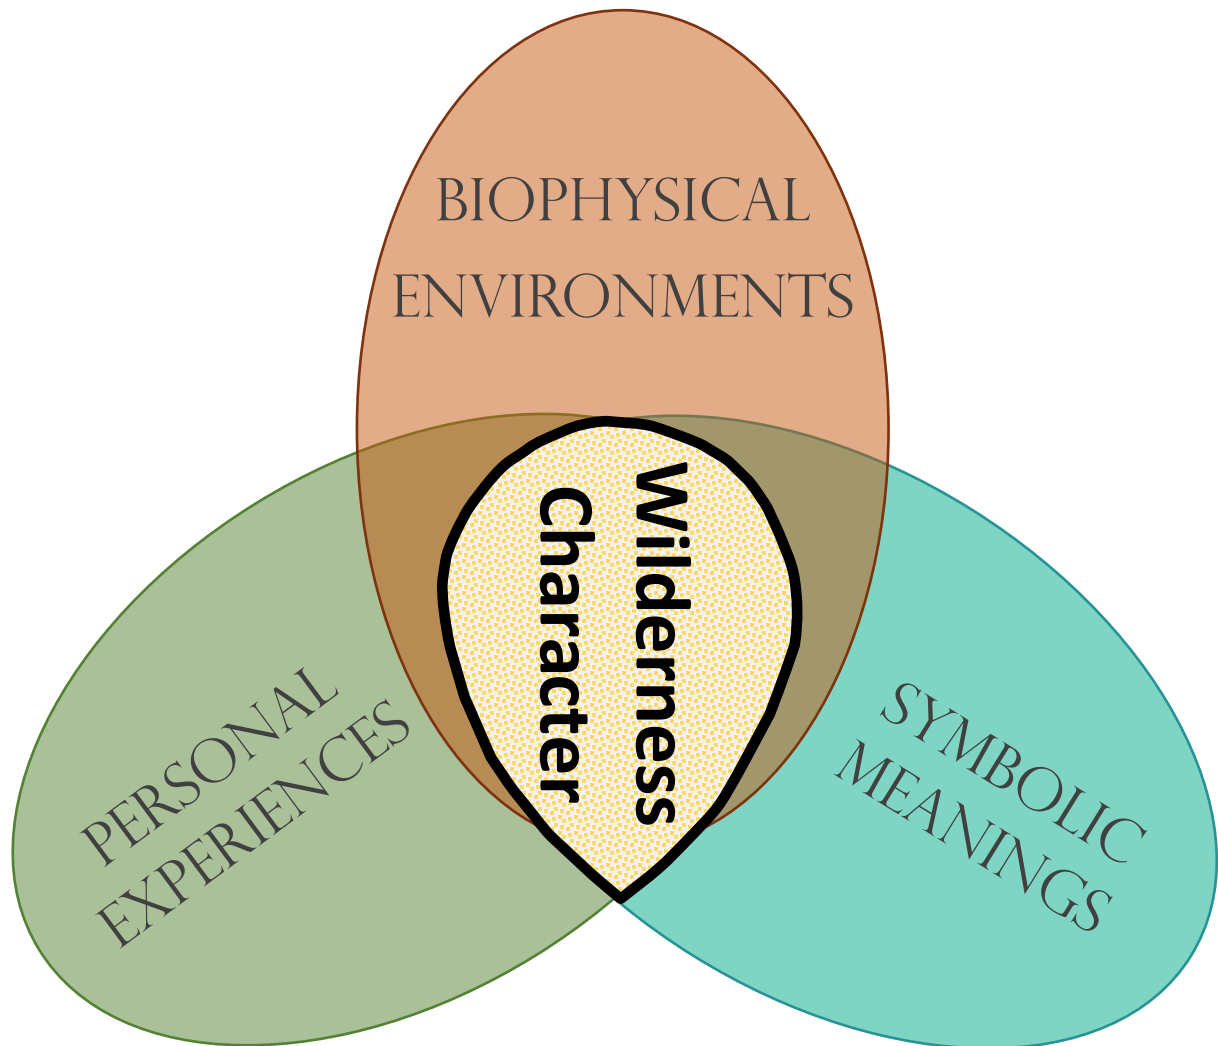 BIOPHYSICAL
ENVIRONMENTS
Wilderness
Character
PERSONAL
EXPERIENCES
SYMBOLIC
MEANINGS